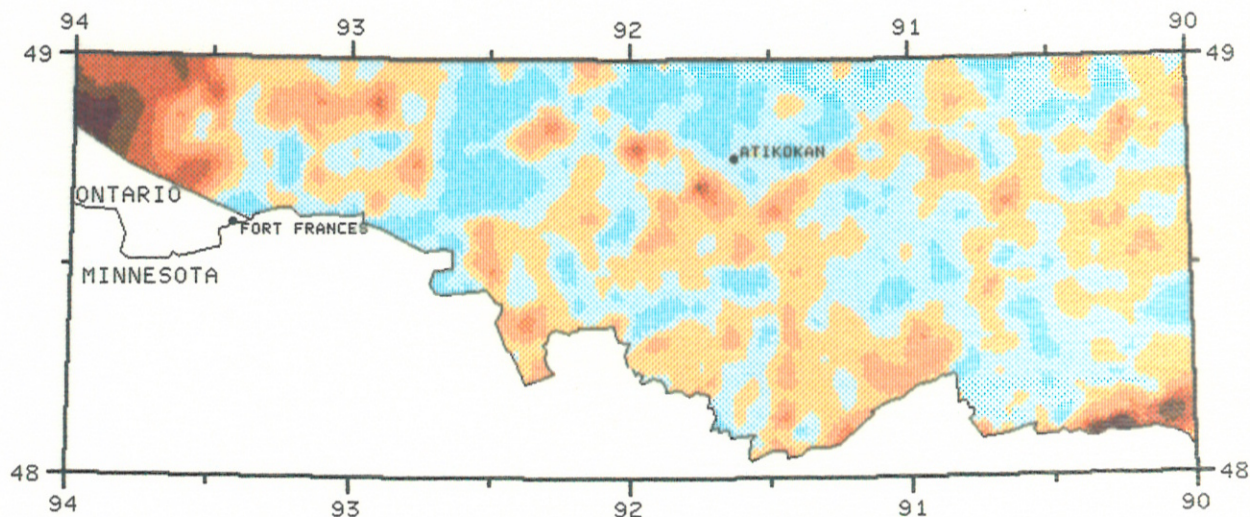 94 93 92 91 90
49 49
ATIKOKAN
ONTARIO
FORT FRANCES
MINNESOTA
48 48
94 93 92 91 90